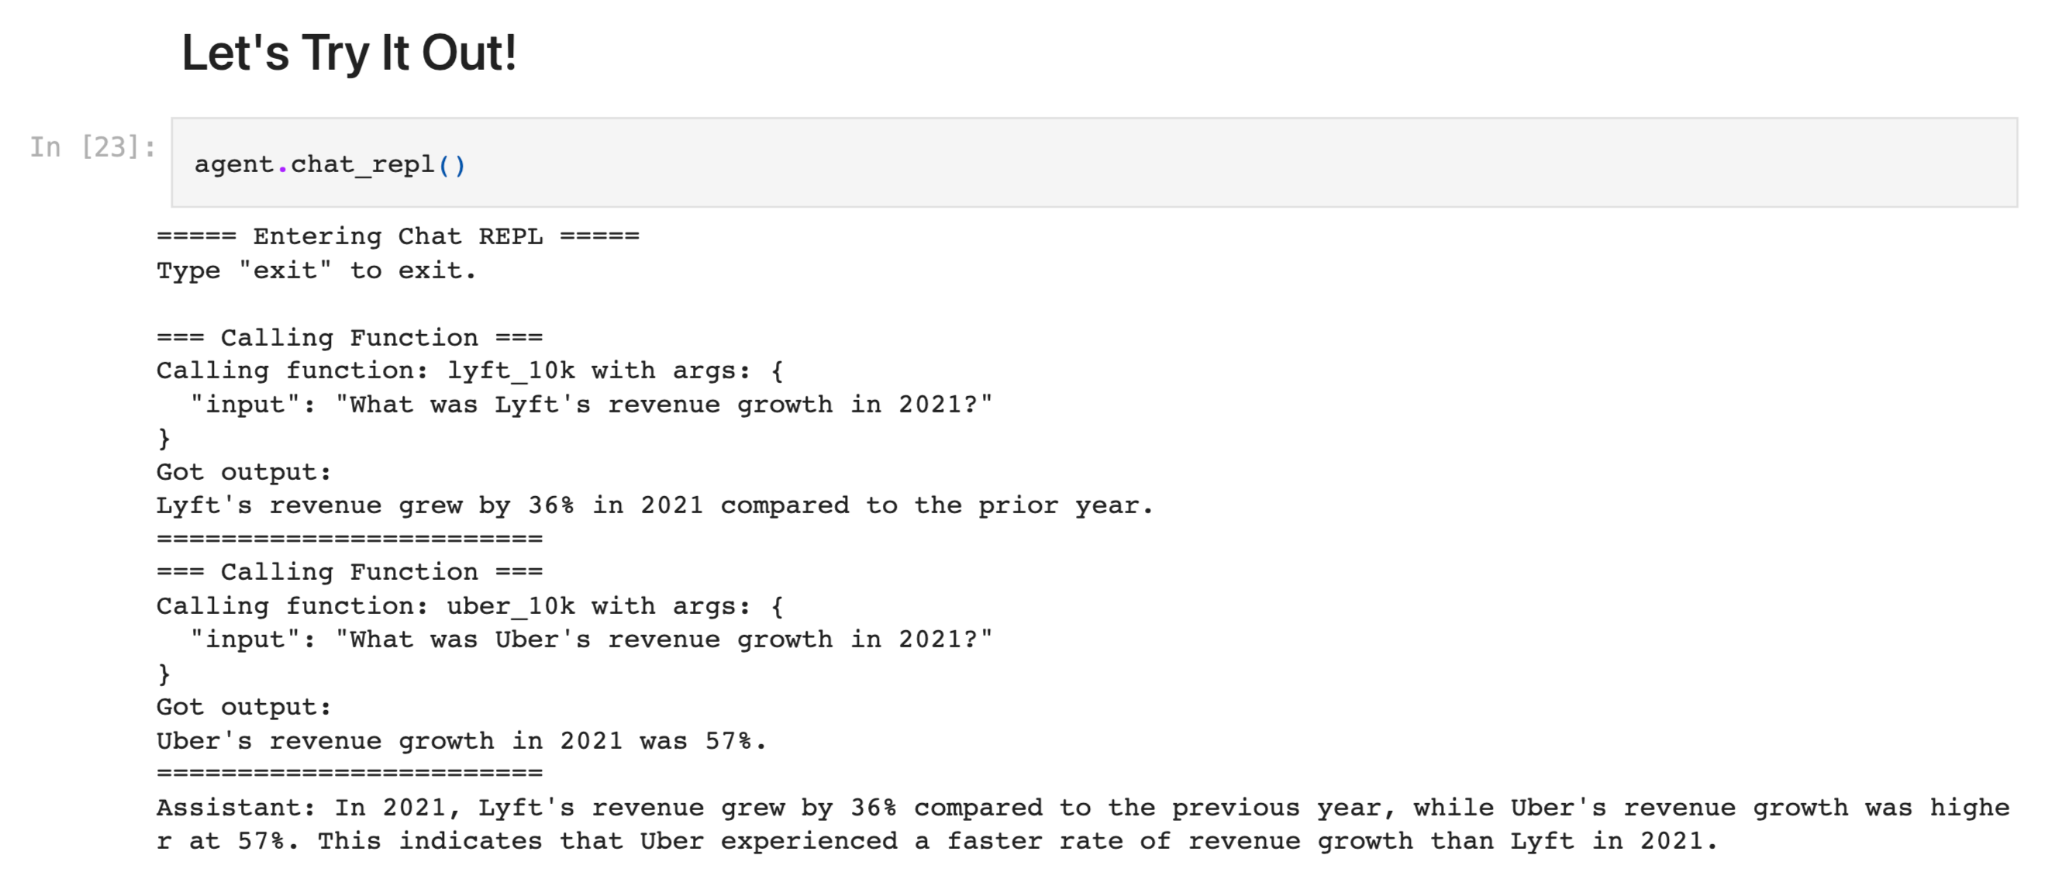 Let's Try It Out!
In [23]:
agent.chat_repl()
===== Entering Chat REPL =====
Type "exit" to exit.
=== Calling Function ===
Calling function: lyft_10k with args: {
  "input": "What was Lyft's revenue growth in 2021?"
}
Got output:
Lyft's revenue grew by 36% in 2021 compared to the prior year.
========================
=== Calling Function ===
Calling function: uber_10k with args: {
  "input": "What was Uber's revenue growth in 2021?"
}
Got output:
Uber's revenue growth in 2021 was 57%.
========================
Assistant: In 2021, Lyft's revenue grew by 36% compared to the previous year, while Uber's revenue growth was highe
r at 57%. This indicates that Uber experienced a faster rate of revenue growth than Lyft in 2021.